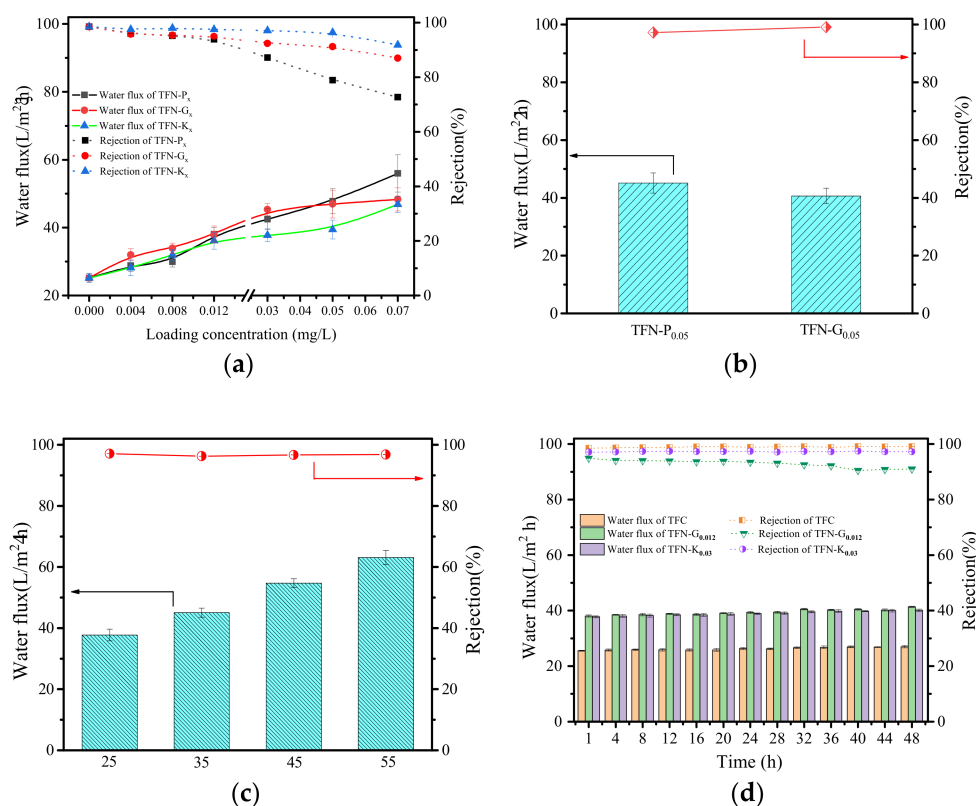 100
80
60
40
20
Water flux(L/m²h)
100
80
60
40
20
0
Rejection(%)
Water flux of TFN-Pₓ
Water flux of TFN-Gₓ
Water flux of TFN-Kₓ
Rejection of TFN-Pₓ
Rejection of TFN-Gₓ
Rejection of TFN-Kₓ
0.000 0.004 0.008 0.012 0.03 0.04 0.05 0.06 0.07
Loading concentration (mg/L)
(a)
100
80
60
40
20
0
Water flux(L/m²h)
100
80
60
40
20
0
Rejection(%)
TFN-P₀.₀₅ TFN-G₀.₀₅
(b)
100
80
60
40
20
0
Water flux(L/m²h)
100
80
60
40
20
0
Rejection(%)
25 35 45 55
(c)
100
80
60
40
20
0
Water flux(L/m² h)
100
80
60
40
20
0
Rejection(%)
Water flux of TFC Rejection of TFC
Water flux of TFN-G₀.₀₁₂ Rejection of TFN-G₀.₀₁₂
Water flux of TFN-K₀.₀₃ Rejection of TFN-K₀.₀₃
1 4 8 12 16 20 24 28 32 36 40 44 48
Time (h)
(d)